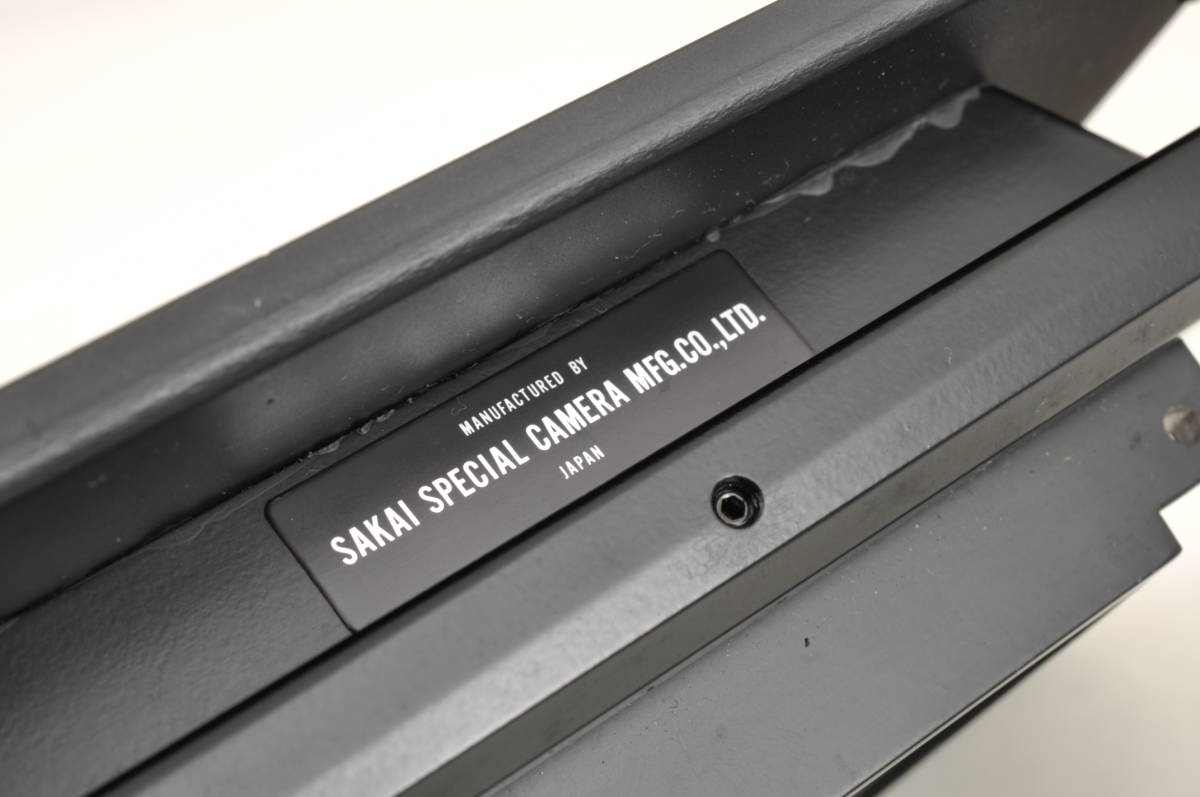 MANUFACTURED BY
SAKAI SPECIAL CAMERA MFG.CO.,LTD.
JAPAN